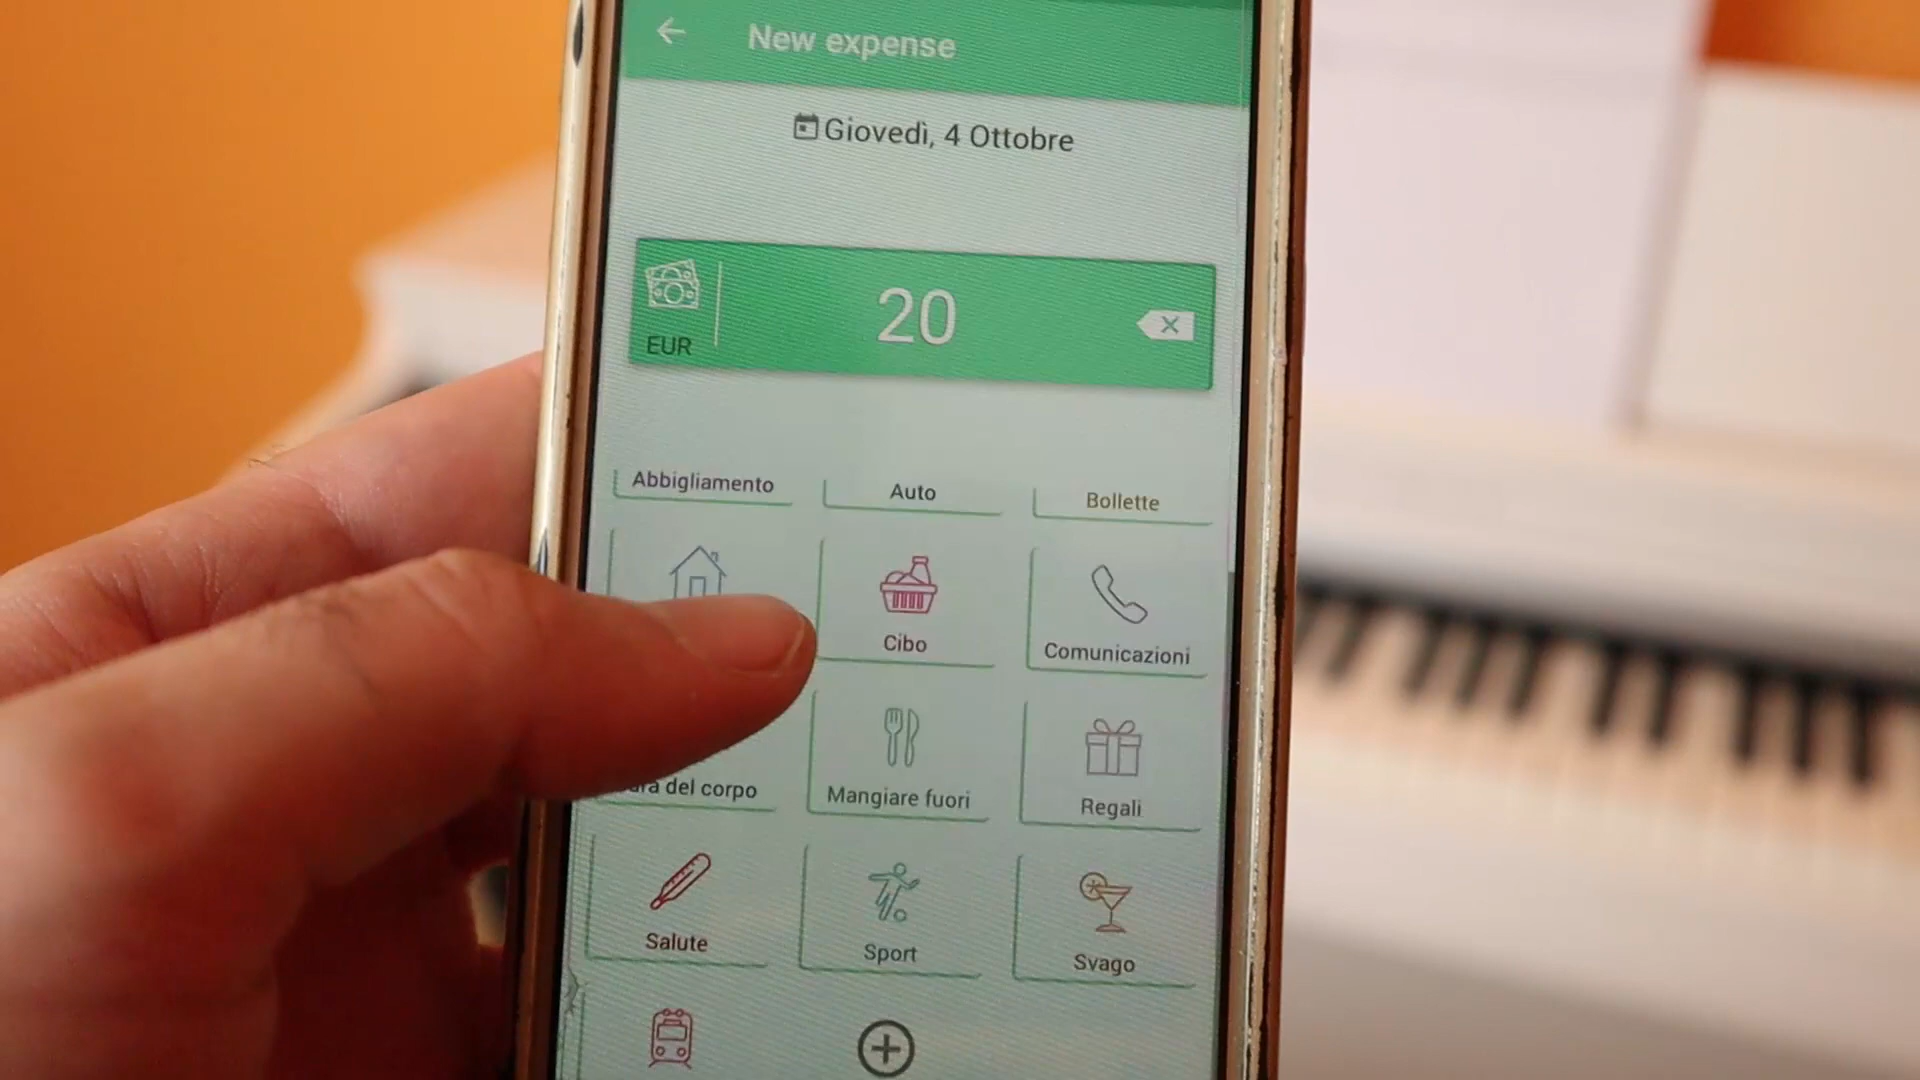 New expense
Giovedì, 4 Ottobre
20
EUR
Abbigliamento
Auto
Bollette
Cibo
Comunicazioni
del corpo
Mangiare fuori
Regali
Salute
Sport
Svago